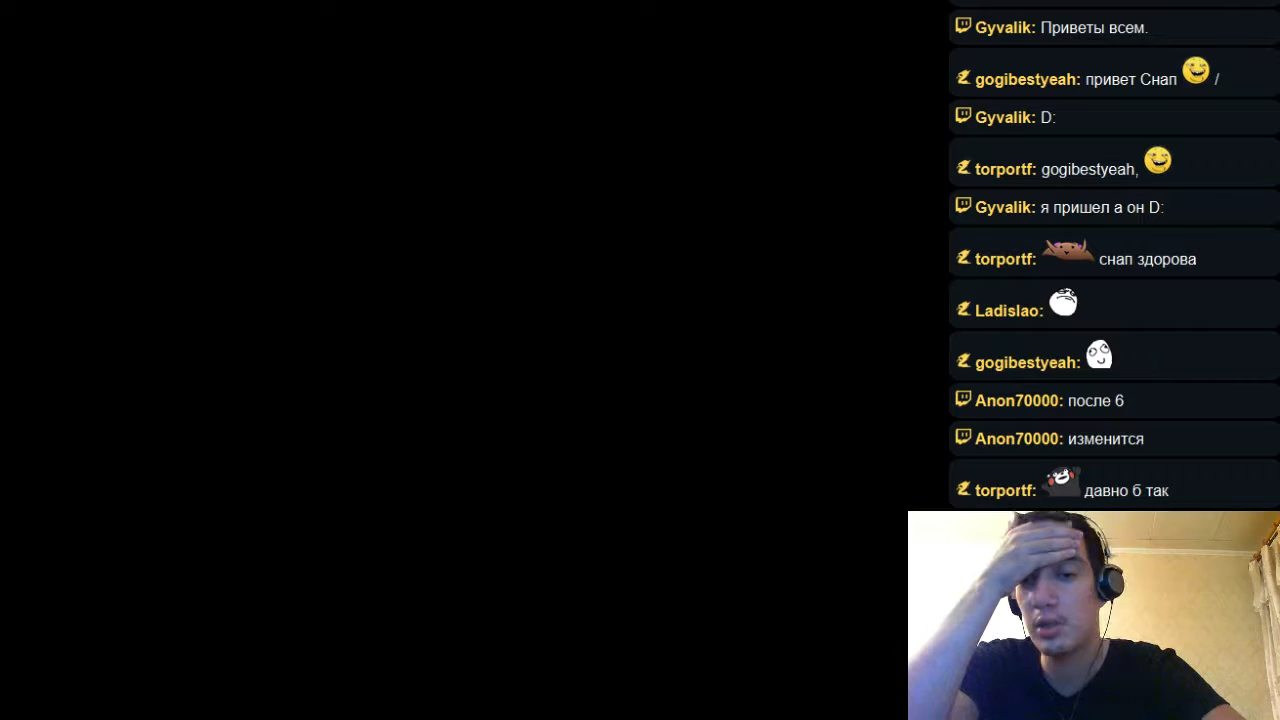 Gyvalik: Приветы всем.
gogibestyeah: привет Снап /
Gyvalik: D:
torportf: gogibestyeah,
Gyvalik: я пришел а он D:
torportf: снап здорова
Ladislao:
gogibestyeah:
Anon70000: после 6
Anon70000: изменится
torportf: давно б так